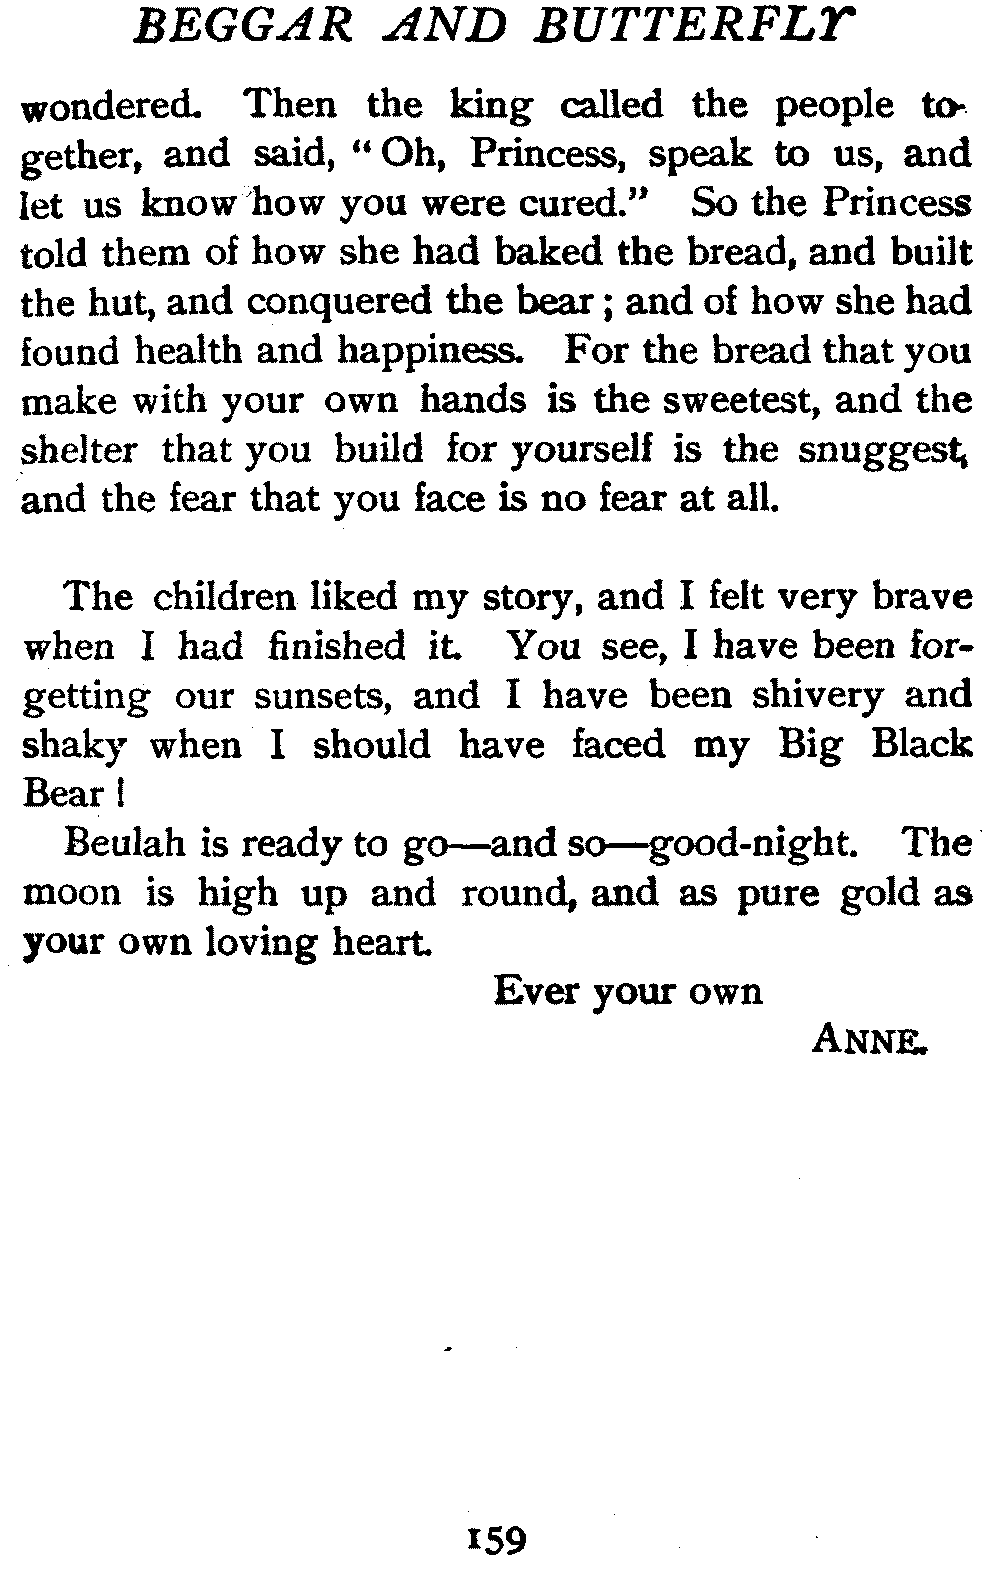 BEGGAR AND BUTTERFLY
wondered. Then the king called the people to-
gether, and said, “Oh, Princess, speak to us, and
let us know how you were cured.” So the Princess
told them of how she had baked the bread, and built
the hut, and conquered the bear; and of how she had
found health and happiness. For the bread that you
make with your own hands is the sweetest, and the
shelter that you build for yourself is the snuggest,
and the fear that you face is no fear at all.
The children liked my story, and I felt very brave
when I had finished it. You see, I have been for-
getting our sunsets, and I have been shivery and
shaky when I should have faced my Big Black
Bear!
Beulah is ready to go—and so—good-night. The
moon is high up and round, and as pure gold as
your own loving heart.
Ever your own
ANNE.
159